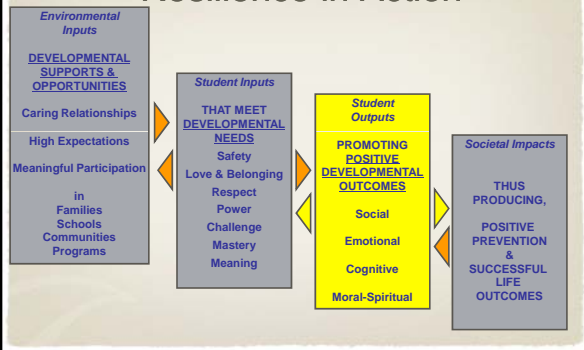 Environmental
Inputs
DEVELOPMENTAL
SUPPORTS &
OPPORTUNITIES
Caring Relationships
High Expectations
Meaningful Participation
in
Families
Schools
Communities
Programs
Student Inputs
THAT MEET
DEVELOPMENTAL
NEEDS
Safety
Love & Belonging
Respect
Power
Challenge
Mastery
Meaning
Student
Outputs
PROMOTING
POSITIVE
DEVELOPMENTAL
OUTCOMES
Social
Emotional
Cognitive
Moral-Spiritual
Societal Impacts
THUS
PRODUCING,
POSITIVE
PREVENTION
&
SUCCESSFUL
LIFE
OUTCOMES